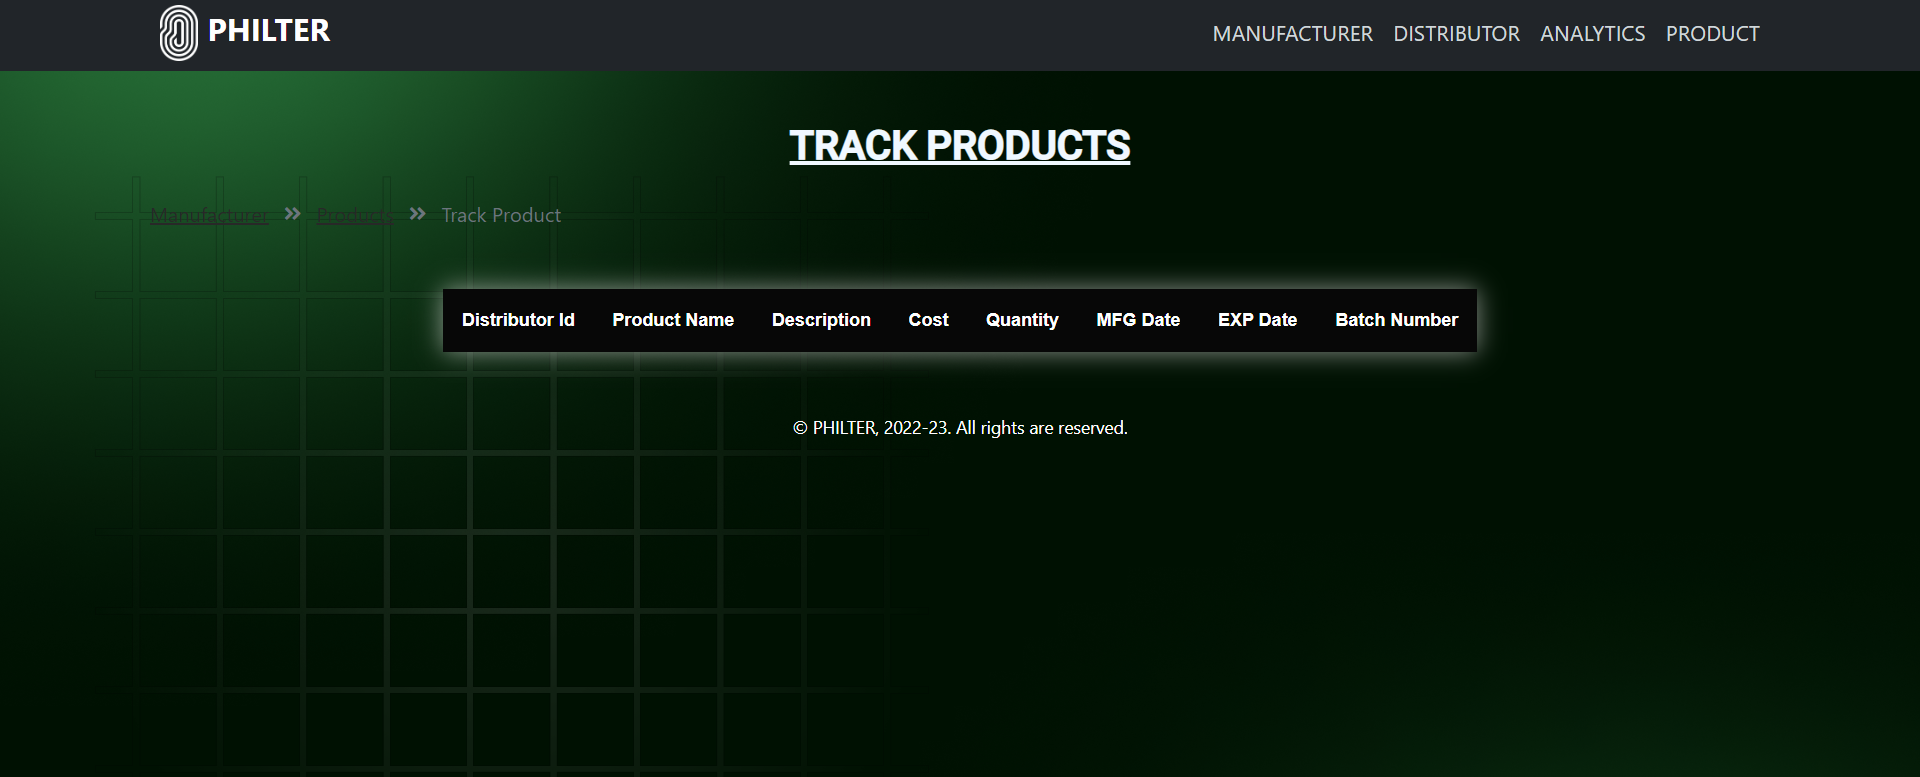 PHILTER
MANUFACTURER DISTRIBUTOR ANALYTICS PRODUCT
TRACK PRODUCTS
Manufacturer » Products » Track Product
Distributor Id Product Name Description Cost Quantity MFG Date EXP Date Batch Number
© PHILTER, 2022-23. All rights are reserved.